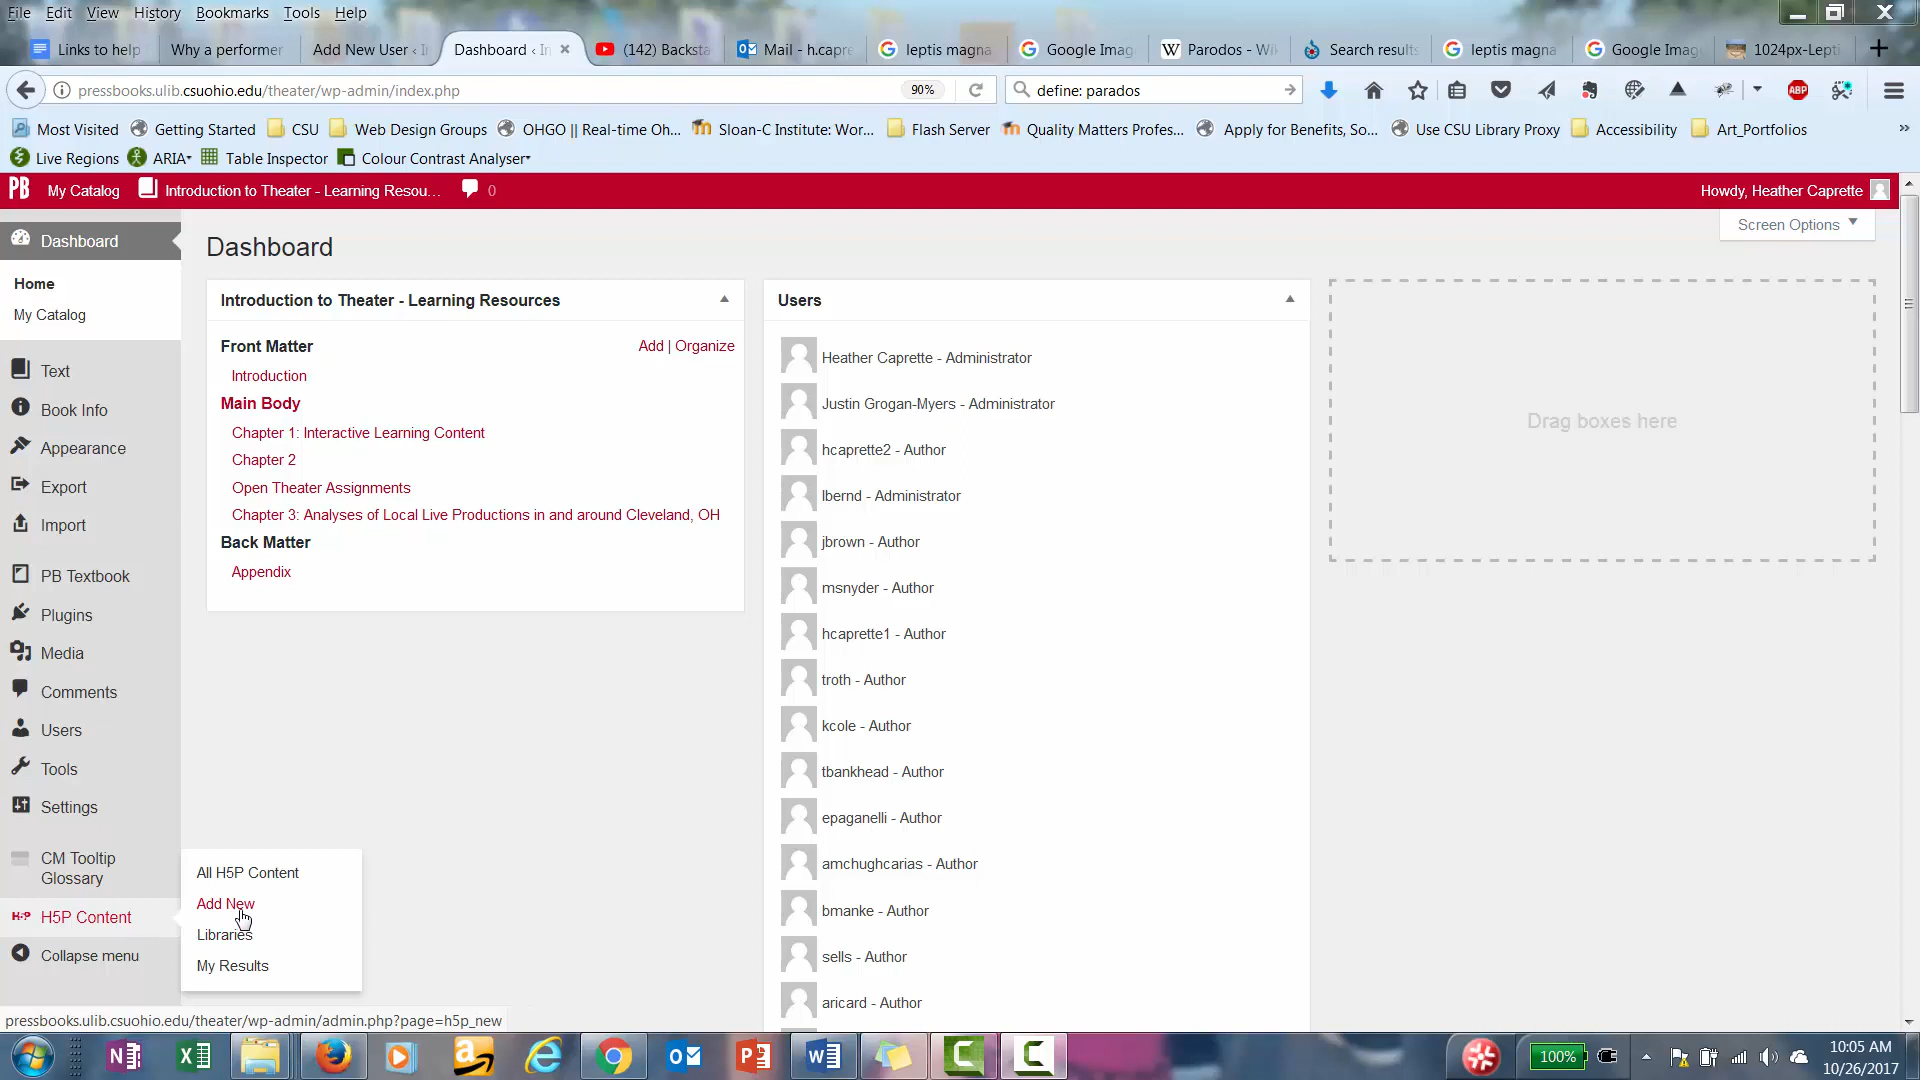 File Edit View History Bookmarks Tools Help
Links to help Why a performer Add New User ‹ I Dashboard ‹ In (142) Backsta Mail - h.capre leptis magna Google Imag Parodos - Wik Search results leptis magna Google Imag 1024px-Lepti
pressbooks.ulib.csuohio.edu/theater/wp-admin/index.php 90% define: parados ABP
Most Visited Getting Started CSU Web Design Groups OHGO || Real-time Oh... Sloan-C Institute: Wor... Flash Server Quality Matters Profes... Apply for Benefits, So... Use CSU Library Proxy Accessibility Art_Portfolios »
Live Regions ARIA Table Inspector Colour Contrast Analyser
PB My Catalog Introduction to Theater - Learning Resou... 0 Howdy, Heather Caprette
Screen Options
Dashboard
Home
My Catalog
Text
Book Info
Appearance
Export
Import
PB Textbook
Plugins
Media
Comments
Users
Tools
Settings
CM Tooltip
Glossary
H5P H5P Content
Collapse menu
All H5P Content
Add New
Libraries
My Results
Dashboard
Introduction to Theater - Learning Resources
Front Matter Add | Organize
Introduction
Main Body
Chapter 1: Interactive Learning Content
Chapter 2
Open Theater Assignments
Chapter 3: Analyses of Local Live Productions in and around Cleveland, OH
Back Matter
Appendix
Users
Heather Caprette - Administrator
Justin Grogan-Myers - Administrator
hcaprette2 - Author
lbernd - Administrator
jbrown - Author
msnyder - Author
hcaprette1 - Author
troth - Author
kcole - Author
tbankhead - Author
epaganelli - Author
amchughcarias - Author
bmanke - Author
sells - Author
aricard - Author
Drag boxes here
pressbooks.ulib.csuohio.edu/theater/wp-admin/admin.php?page=h5p_new
100%
10:05 AM
10/26/2017